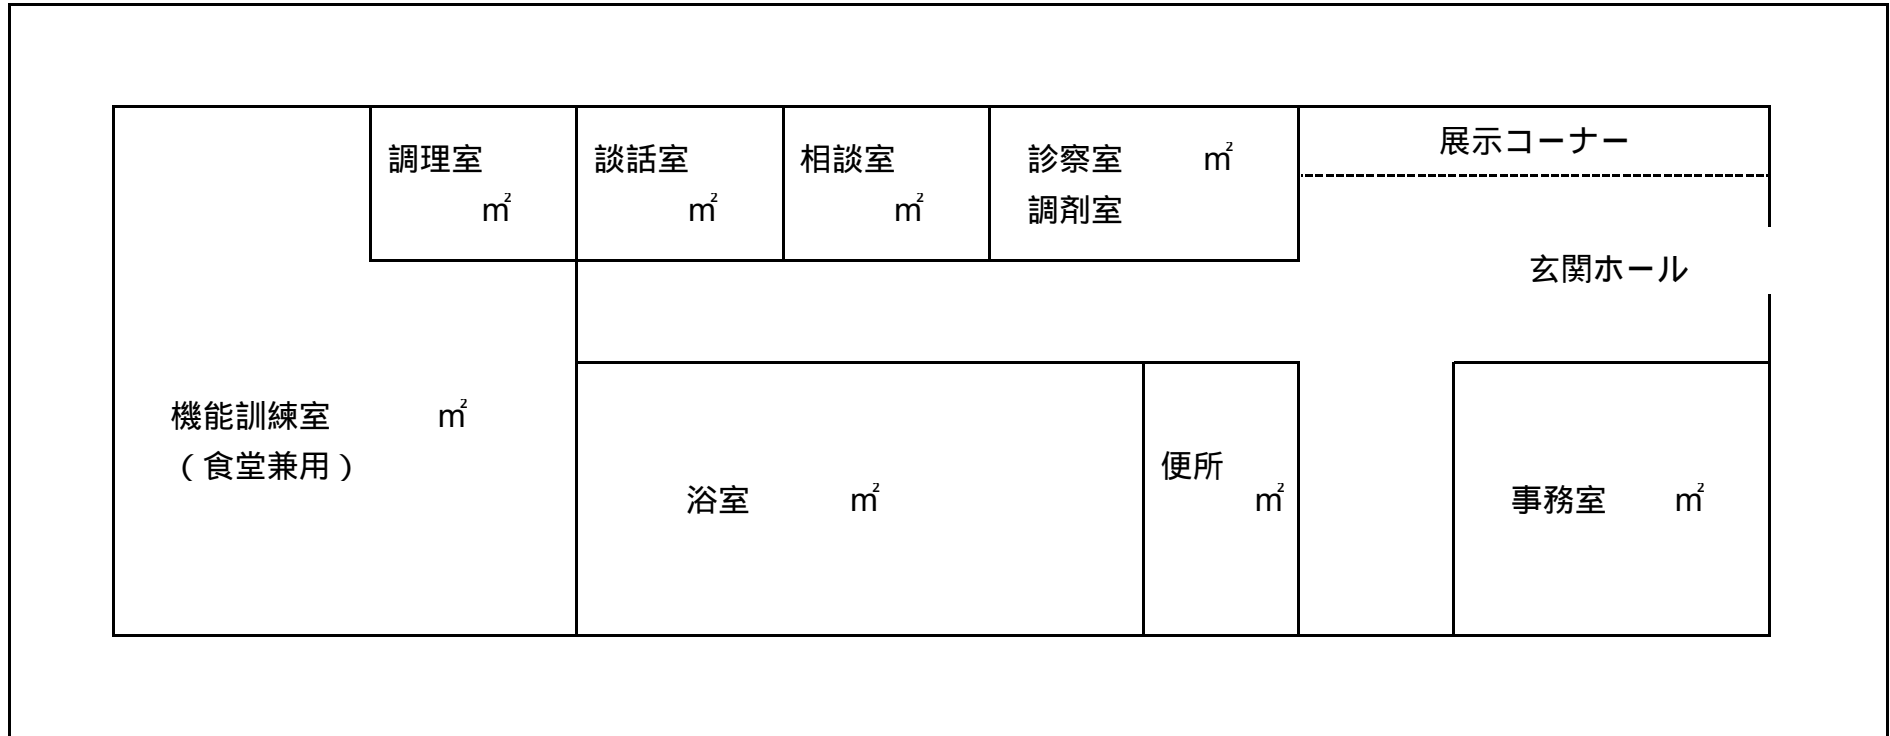 展示コーナー
調理室
㎡
談話室
㎡
相談室
㎡
診察室 ㎡
調剤室
玄関ホール
機能訓練室 ㎡
（食堂兼用）
浴室 ㎡
便所
㎡
事務室 ㎡